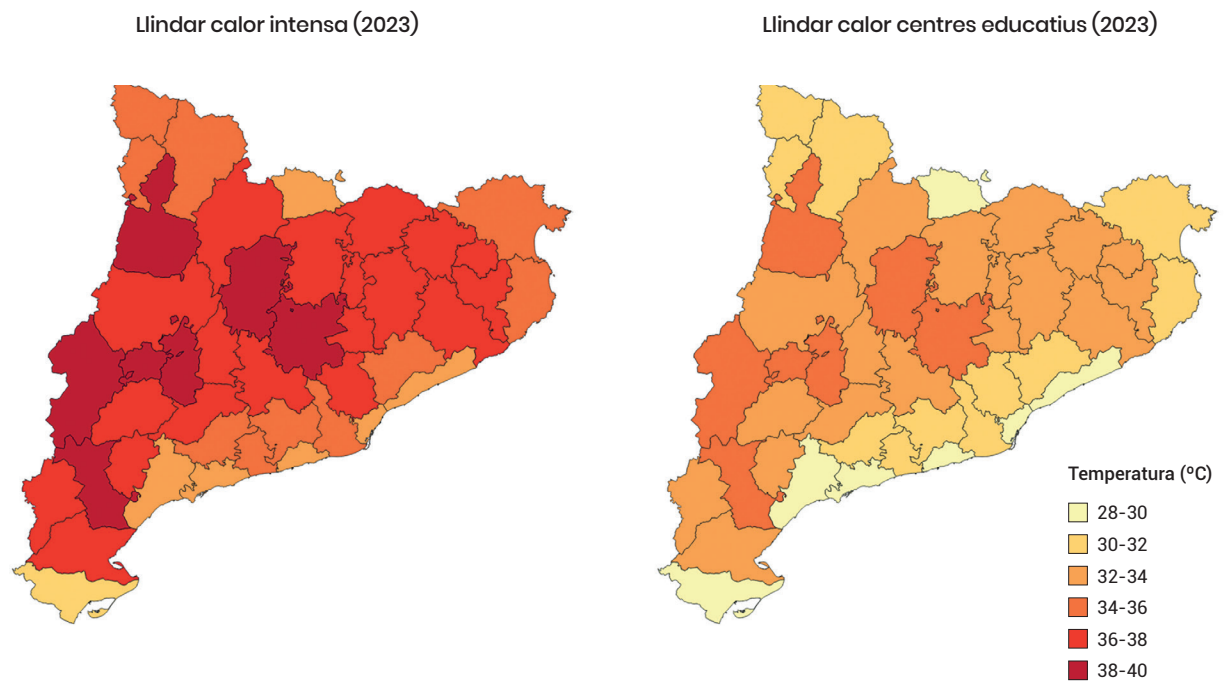 Llindar calor intensa (2023)
Llindar calor centres educatius (2023)
Temperatura (ºC)
28-30
30-32
32-34
34-36
36-38
38-40